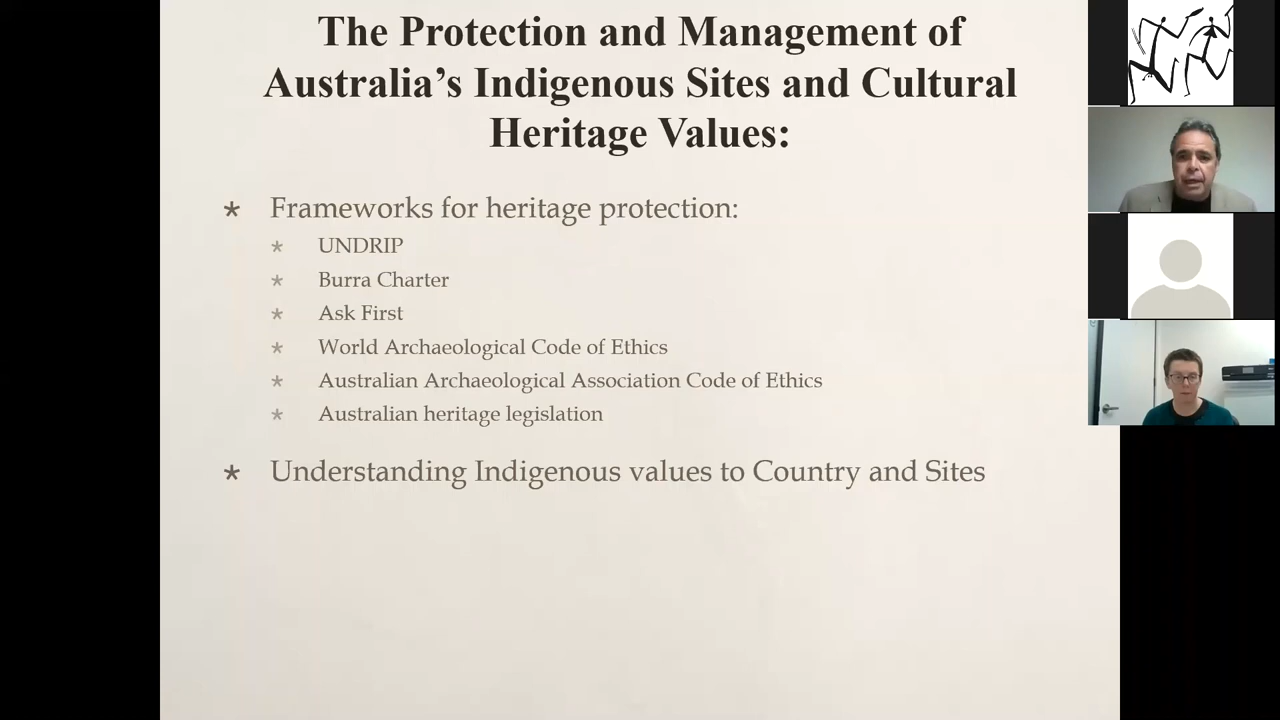 The Protection and Management of
Australia’s Indigenous Sites and Cultural
Heritage Values:
* Frameworks for heritage protection:
* UNDRIP
* Burra Charter
* Ask First
* World Archaeological Code of Ethics
* Australian Archaeological Association Code of Ethics
* Australian heritage legislation
* Understanding Indigenous values to Country and Sites